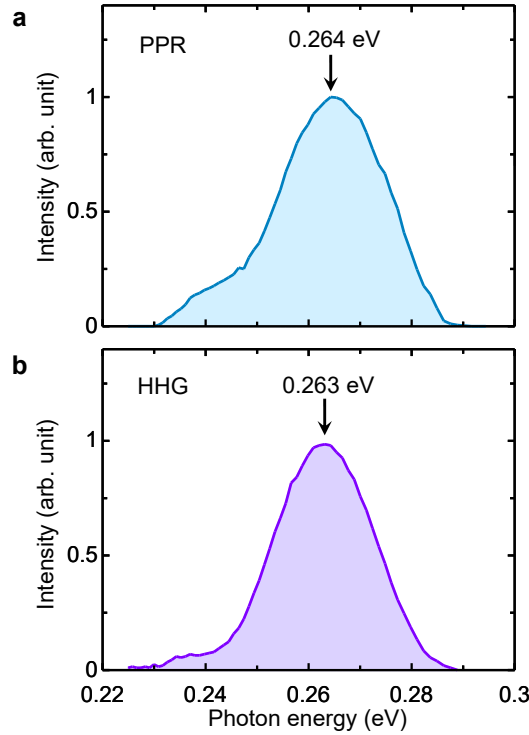 a
PPR
0.264 eV
Intensity (arb. unit)
1
0.5
0
b
HHG
0.263 eV
Intensity (arb. unit)
1
0.5
0
0.22
0.24
0.26
0.28
0.3
Photon energy (eV)